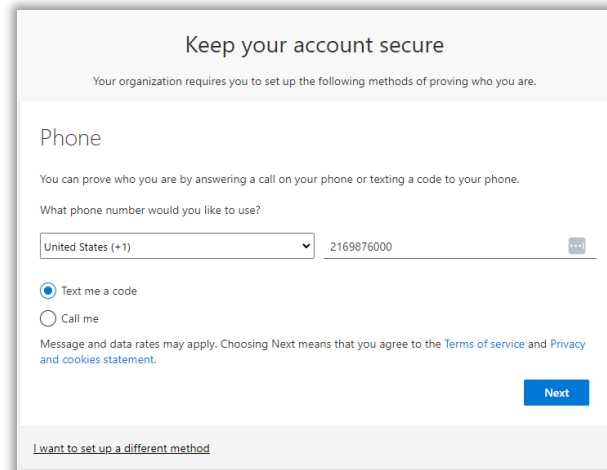 Keep your account secure
Your organization requires you to set up the following methods of proving who you are.
Phone
You can prove who you are by answering a call on your phone or texting a code to your phone.
What phone number would you like to use?
United States (+1) 2169876000
Text me a code
Call me
Message and data rates may apply. Choosing Next means that you agree to the Terms of service and Privacy
and cookies statement.
Next
I want to set up a different method